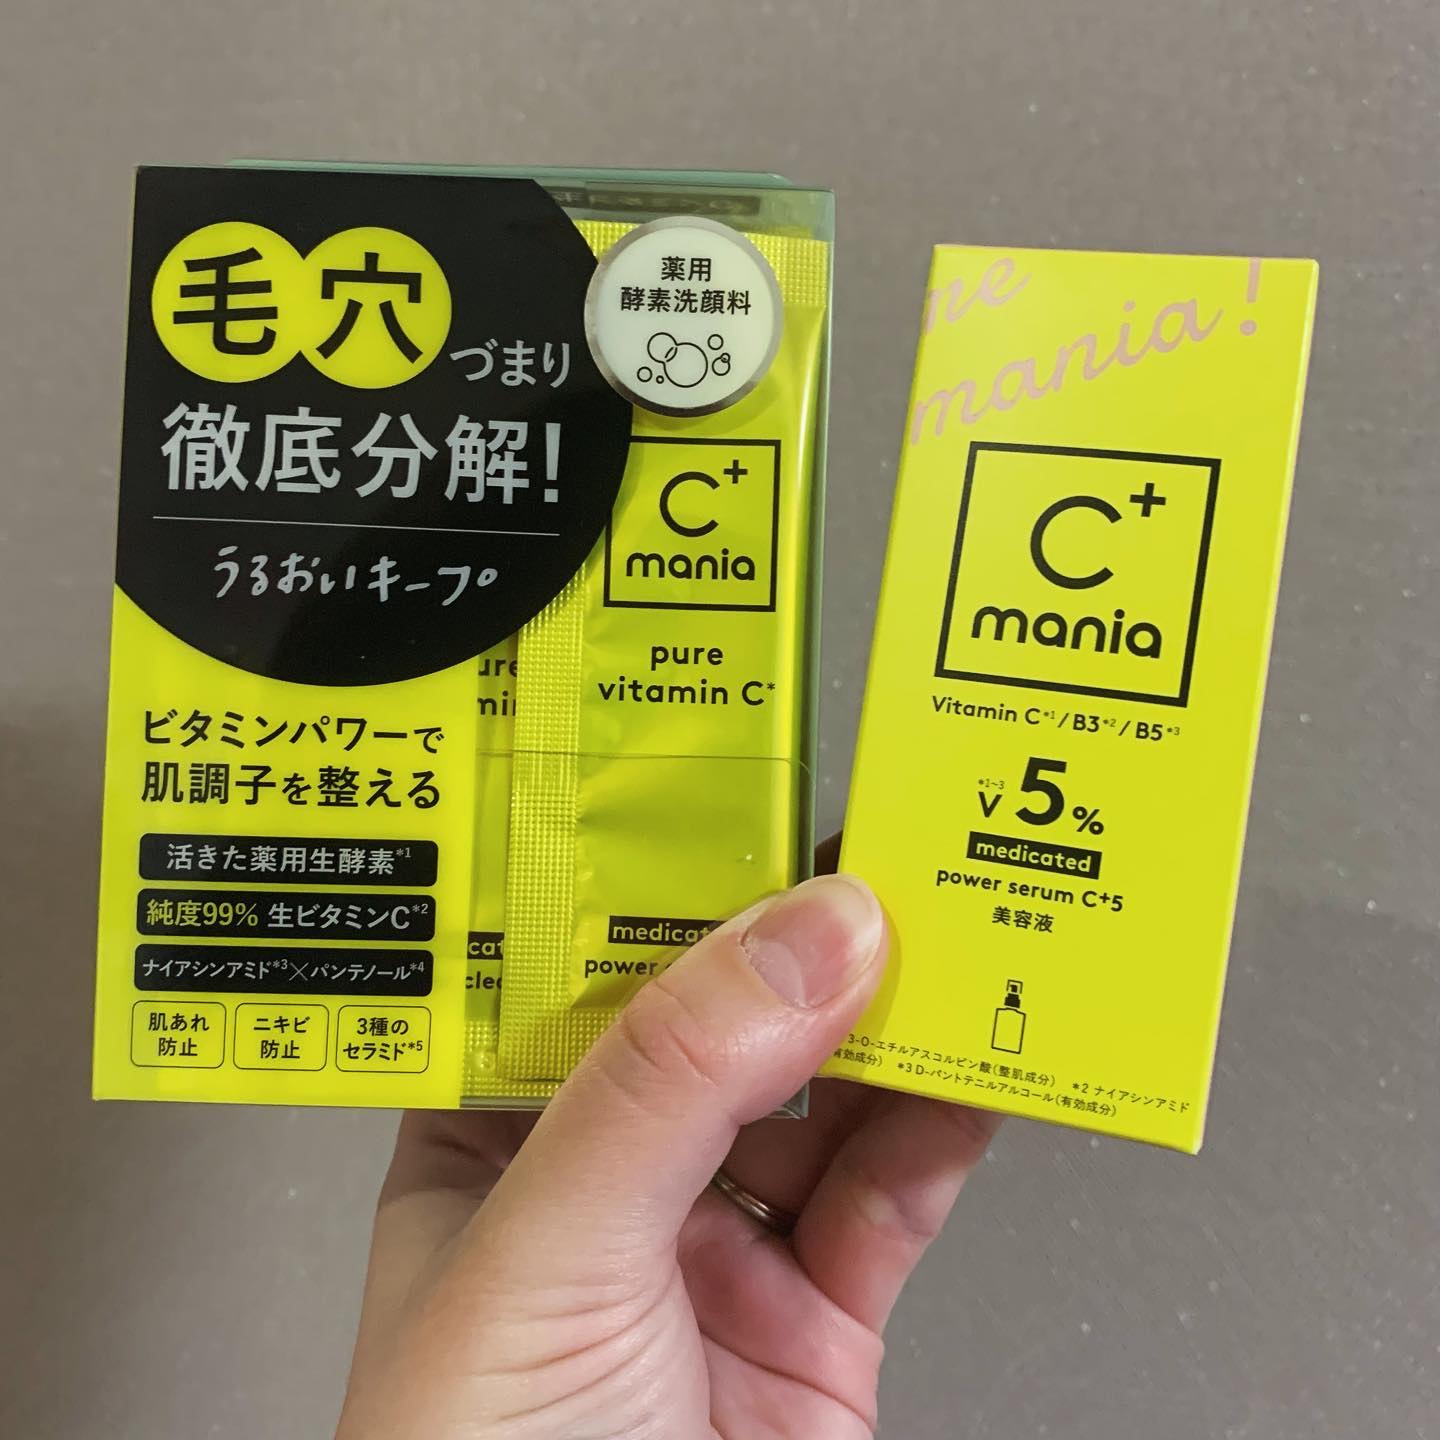 毛穴づまり
徹底分解!
うるおいキープ
ビタミンパワーで
肌調子を整える
活きた薬用生酵素*1
純度99% 生ビタミンC*2
ナイアシンアミド*3×パンテノール*4
肌あれ
防止
ニキビ
防止
3種の
セラミド*5
薬用
酵素洗顔料
C+
mania
pure
vitamin C*
medicat
power
mania!
C+
mania
Vitamin C*1/B3*2/B5*3
*1~3
V5%
medicated
power serum C+5
美容液
3-O-エチルアスコルビン酸(整肌成分) *2 ナイアシンアミド
有効成分) *3 D-パントテニルアルコール(有効成分)